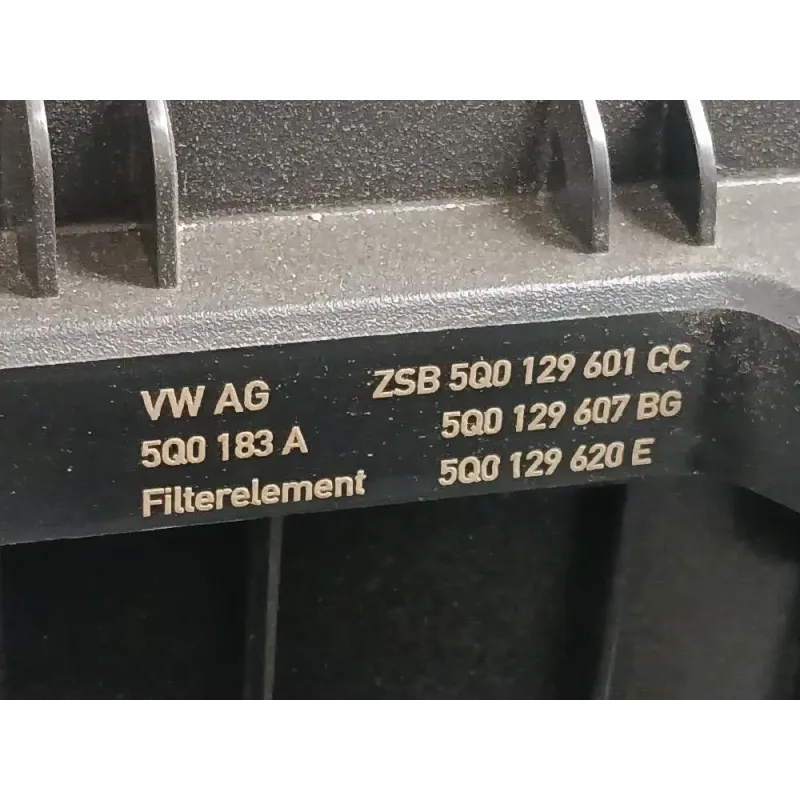 VW AG ZSB 5Q0 129 601 CC
5Q0 183 A 5Q0 129 607 BG
Filterelement 5Q0 129 620 E